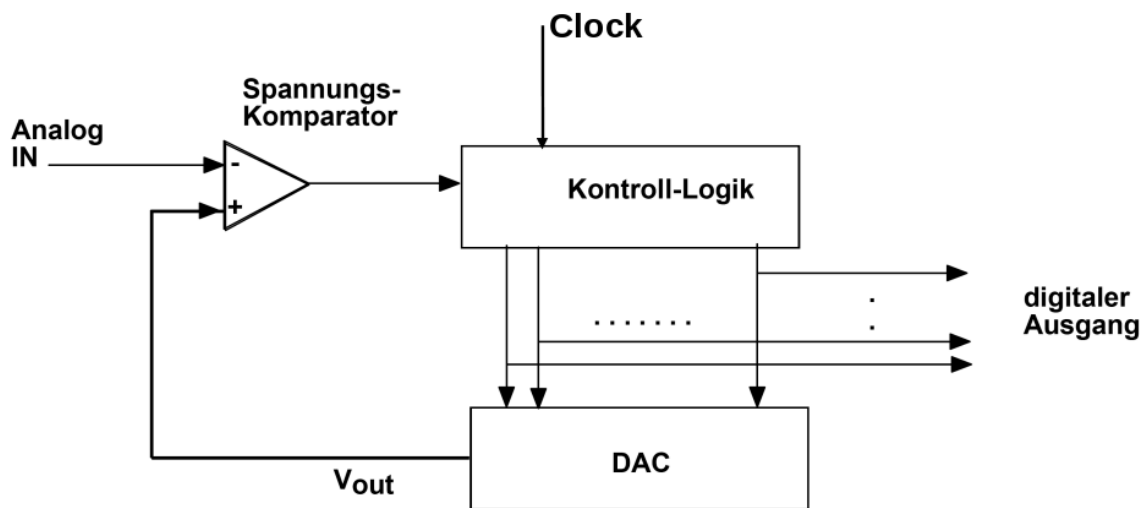 Clock
Spannungs-
Komparator
Analog
IN
-
+
Kontroll-Logik
digitaler
Ausgang
DAC
Vout